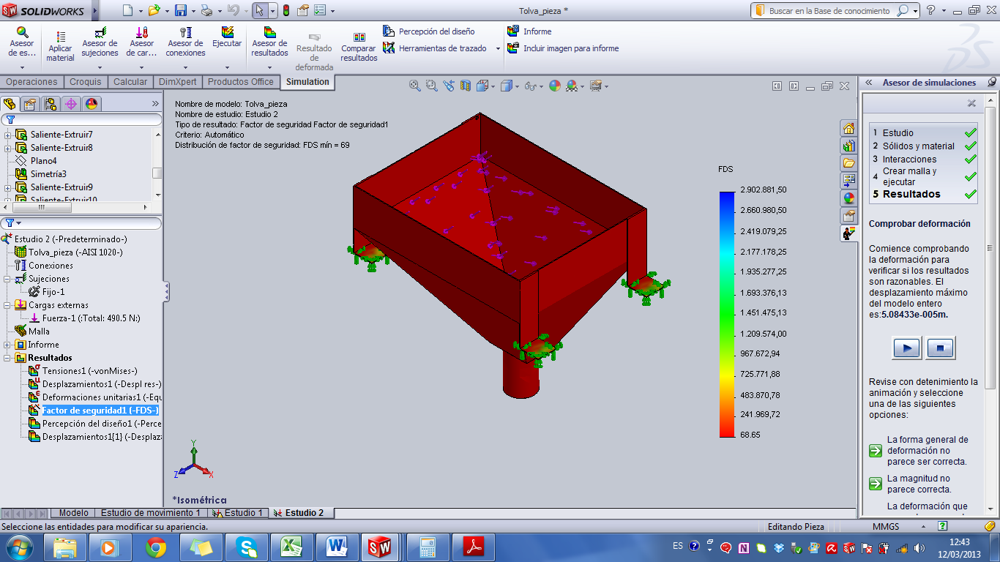 SOLIDWORKS
Tolva_pieza *
Buscar en la Base de conocimiento
Asesor de es...
Aplicar material
Asesor de sujeciones
Asesor de car...
Asesor de conexiones
Ejecutar
Asesor de resultados
Resultado de deformada
Comparar resultados
Percepción del diseño
Herramientas de trazado
Informe
Incluir imagen para informe
Operaciones
Croquis
Calcular
DimXpert
Productos Office
Simulation
Saliente-Extruir7
Saliente-Extruir8
Plano4
Simetría3
Saliente-Extruir9
Saliente-Extruir10
Estudio 2 (-Predeterminado-)
Tolva_pieza (-AISI 1020-)
Conexiones
Sujeciones
Fijo-1
Cargas externas
Fuerza-1 (:Total: 490.5 N:)
Malla
Informe
Resultados
Tensiones1 (-vonMises-)
Desplazamientos1 (-Despl res-)
Deformaciones unitarias1 (-Equ
Factor de seguridad1 (-FDS-)
Percepción del diseño1 (-Perce
Desplazamientos1{1} (-Desplaz
Nombre de modelo: Tolva_pieza
Nombre de estudio: Estudio 2
Tipo de resultado: Factor de seguridad Factor de seguridad1
Criterio: Automático
Distribución de factor de seguridad: FDS mín = 69
FDS
2.902.881,50
2.660.980,50
2.419.079,25
2.177.178,25
1.935.277,25
1.693.376,13
1.451.475,13
1.209.574,00
967.672,94
725.771,88
483.870,78
241.969,72
68.65
Y
Z
X
*Isométrica
Asesor de simulaciones
1 Estudio
2 Sólidos y material
3 Interacciones
4 Crear malla y
ejecutar
5 Resultados
Comprobar deformación
Comience comprobando
la deformación para
verificar si los resultados
son razonables. El
desplazamiento máximo
del modelo entero
es:5.08433e-005m.
Revise con detenimiento la
animación y seleccione
una de las siguientes
opciones:
La forma general de
deformación no
parece ser correcta.
La magnitud no
parece correcta.
La deformación que
Modelo
Estudio de movimiento 1
Estudio 1
Estudio 2
Seleccione las entidades para modificar su apariencia.
Editando Pieza
MMGS
ES
12:43
12/03/2013